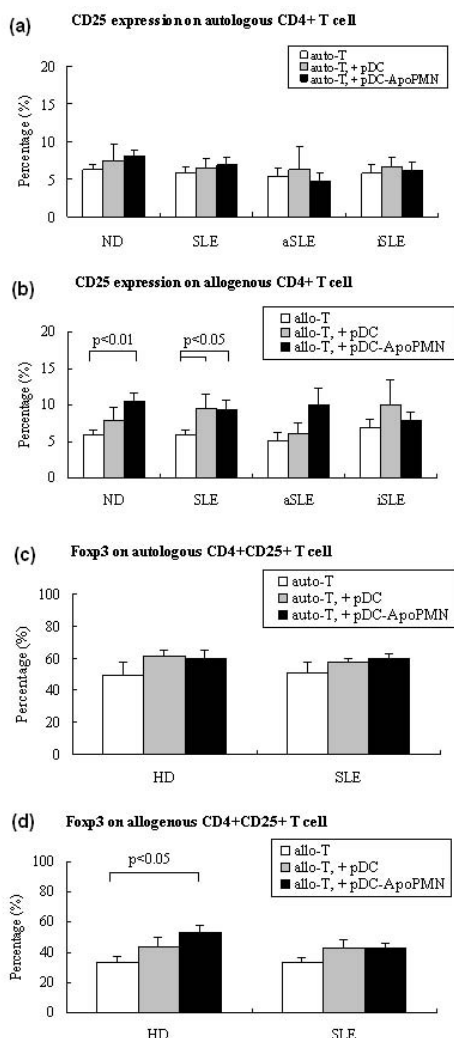 (a)
CD25 expression on autologous CD4+ T cell
auto-T
auto-T, + pDC
auto-T, + pDC-ApoPMN
Percentage (%)
20
15
10
5
0
ND SLE aSLE iSLE
(b)
CD25 expression on allogenous CD4+ T cell
allo-T
allo-T, + pDC
allo-T, + pDC-ApoPMN
Percentage (%)
20
15
10
5
0
p<0.01 p<0.05
ND SLE aSLE iSLE
(c)
Foxp3 on autologous CD4+CD25+ T cell
auto-T
auto-T, + pDC
auto-T, + pDC-ApoPMN
Percentage (%)
100
80
60
40
20
0
HD SLE
(d)
Foxp3 on allogenous CD4+CD25+ T cell
allo-T
allo-T, + pDC
allo-T, + pDC-ApoPMN
Percentage (%)
100
80
60
40
20
0
p<0.05
HD SLE